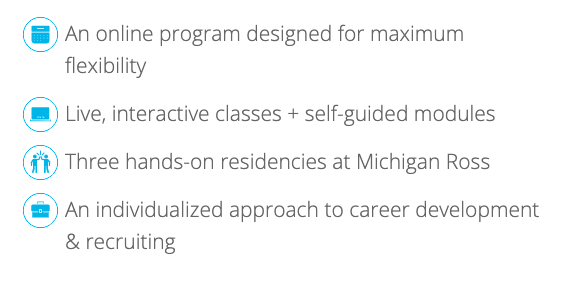 An online program designed for maximum
flexibility
Live, interactive classes + self-guided modules
Three hands-on residencies at Michigan Ross
An individualized approach to career development
& recruiting